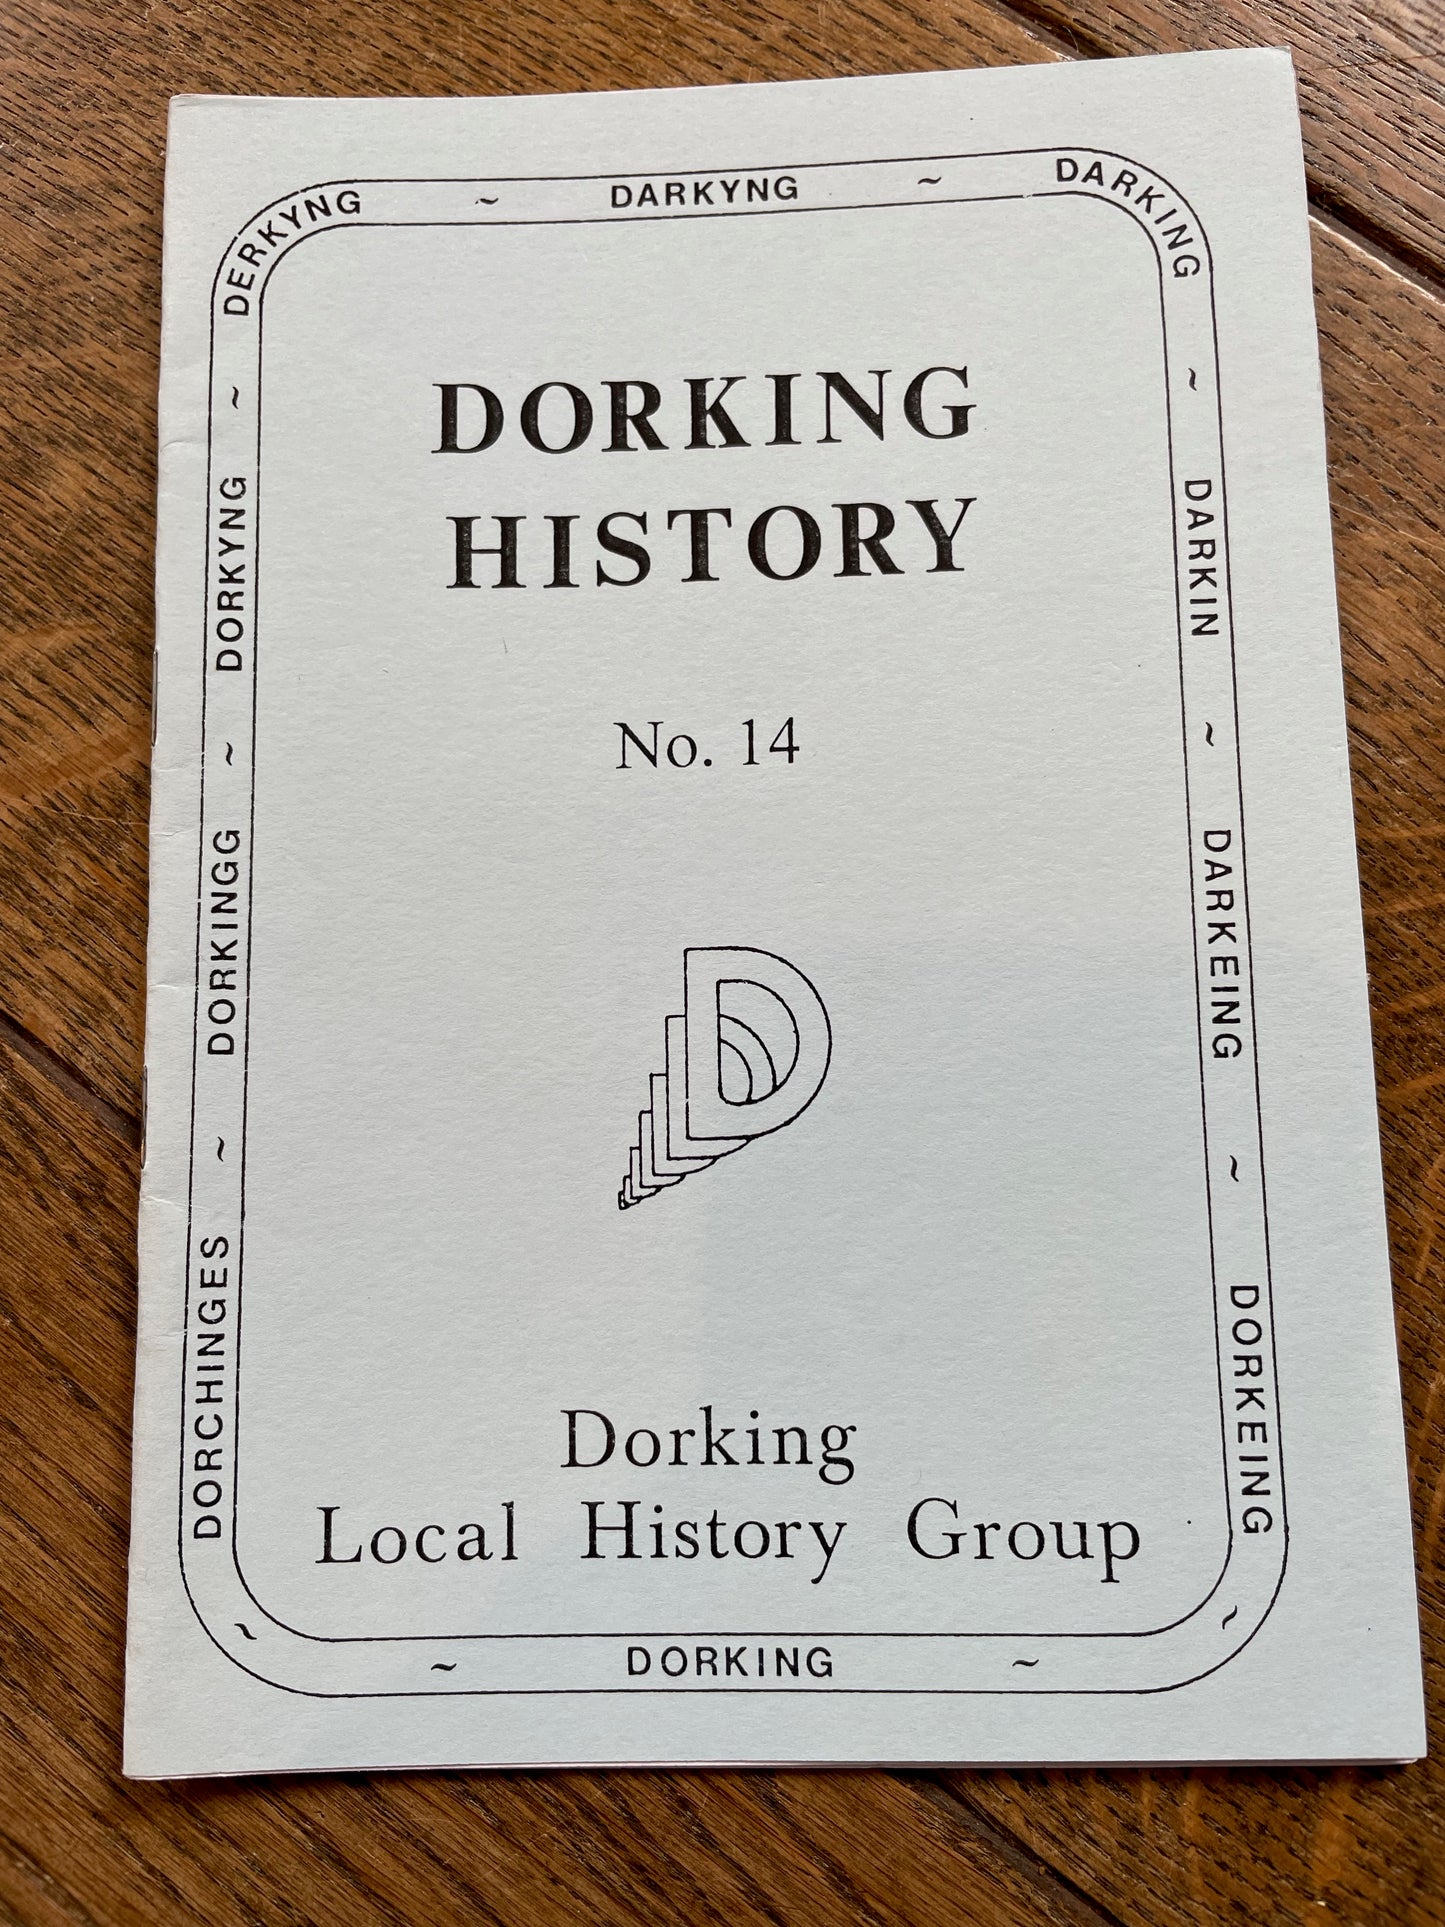 DORCHINGES ~ DORKINGG ~ DORKYNG ~ DERKYNG ~ DARKYNG ~ DARKING ~ DARKIN ~ DARKEING ~ DORKEING ~ DORKING ~ ~
DORKING
HISTORY
No. 14
D
Dorking
Local History Group